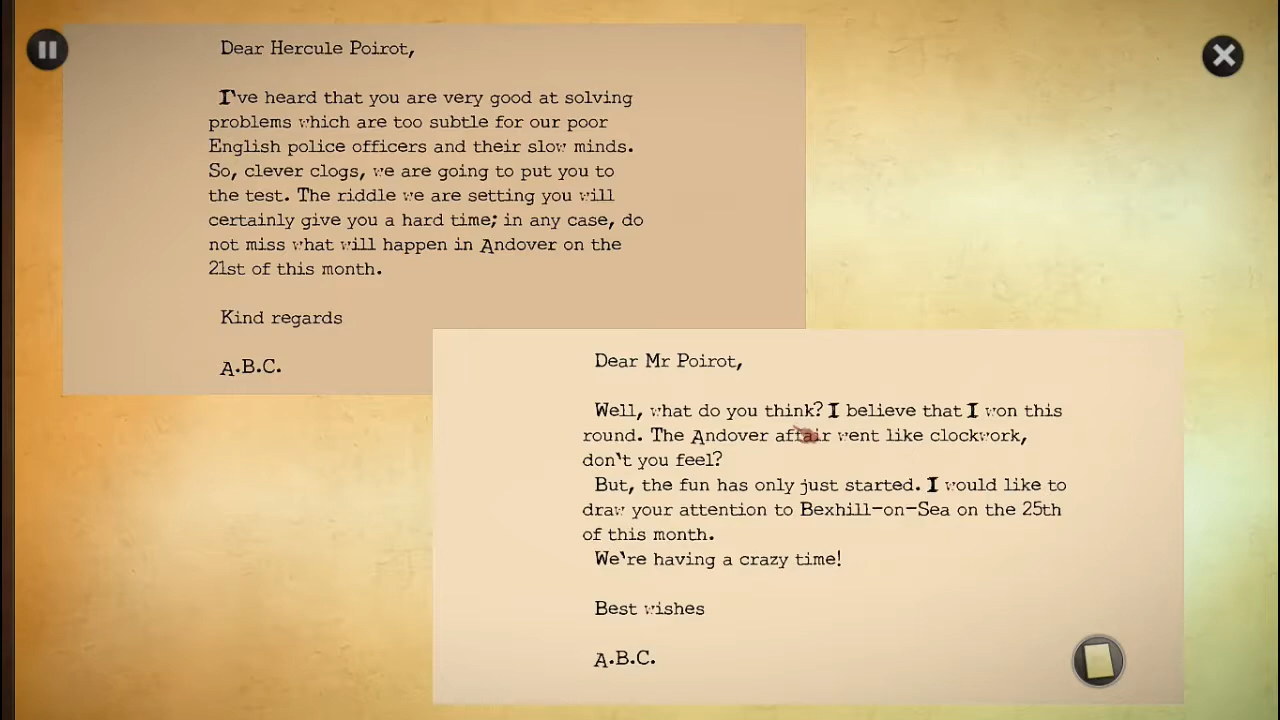 Dear Hercule Poirot,
I've heard that you are very good at solving
problems which are too subtle for our poor
English police officers and their slow minds.
So, clever clogs, we are going to put you to
the test. The riddle we are setting you will
certainly give you a hard time; in any case, do
not miss what will happen in Andover on the
21st of this month.
Kind regards
A.B.C.
Dear Mr Poirot,
Well, what do you think? I believe that I won this
round. The Andover affair went like clockwork,
don't you feel?
But, the fun has only just started. I would like to
draw your attention to Bexhill-on-Sea on the 25th
of this month.
We're having a crazy time!
Best wishes
A.B.C.